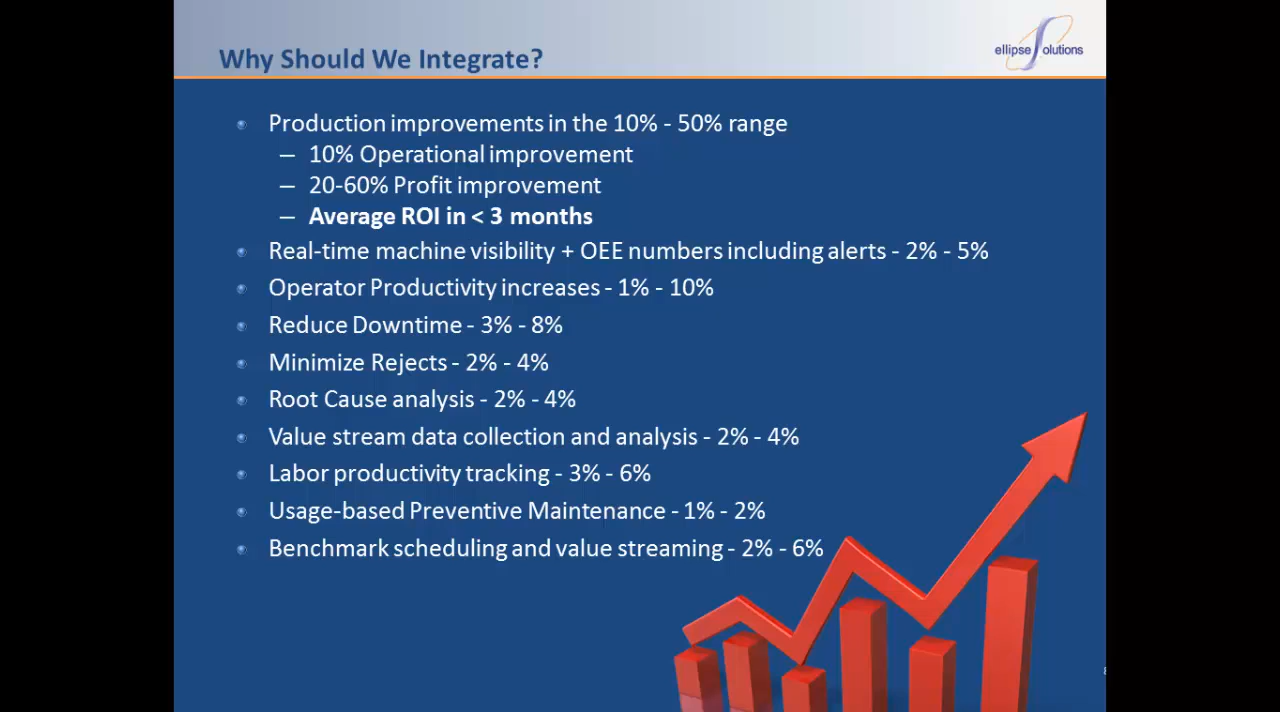 Why Should We Integrate?
ellipse Solutions
Production improvements in the 10% - 50% range
– 10% Operational improvement
– 20-60% Profit improvement
– Average ROI in < 3 months
Real-time machine visibility + OEE numbers including alerts - 2% - 5%
Operator Productivity increases - 1% - 10%
Reduce Downtime - 3% - 8%
Minimize Rejects - 2% - 4%
Root Cause analysis - 2% - 4%
Value stream data collection and analysis - 2% - 4%
Labor productivity tracking - 3% - 6%
Usage-based Preventive Maintenance - 1% - 2%
Benchmark scheduling and value streaming - 2% - 6%